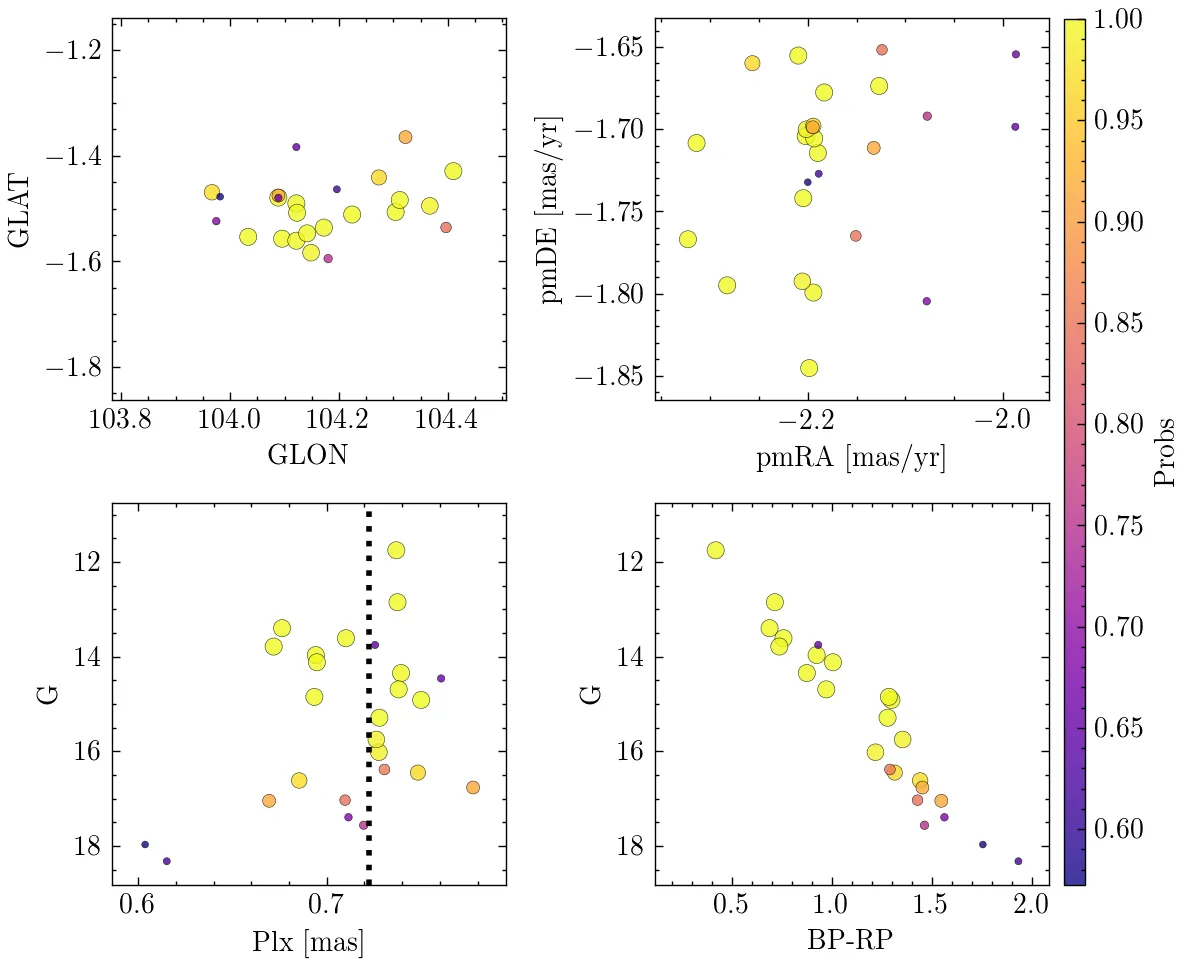 −1.2
−1.4
−1.6
−1.8
GLAT
103.8 104.0 104.2 104.4
GLON
−1.65
−1.70
−1.75
−1.80
−1.85
pmDE [mas/yr]
−2.2 −2.0
pmRA [mas/yr]
12
14
16
18
G
0.6 0.7
Plx [mas]
12
14
16
18
G
0.5 1.0 1.5 2.0
BP-RP
1.00
0.95
0.90
0.85
0.80
0.75
0.70
0.65
0.60
Probs